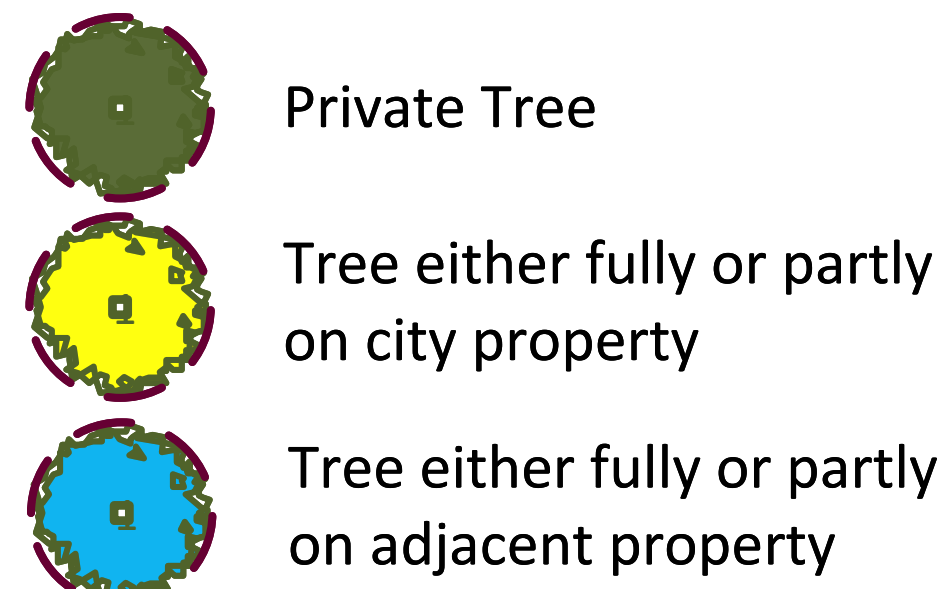 Private Tree
Tree either fully or partly
on city property
Tree either fully or partly
on adjacent property